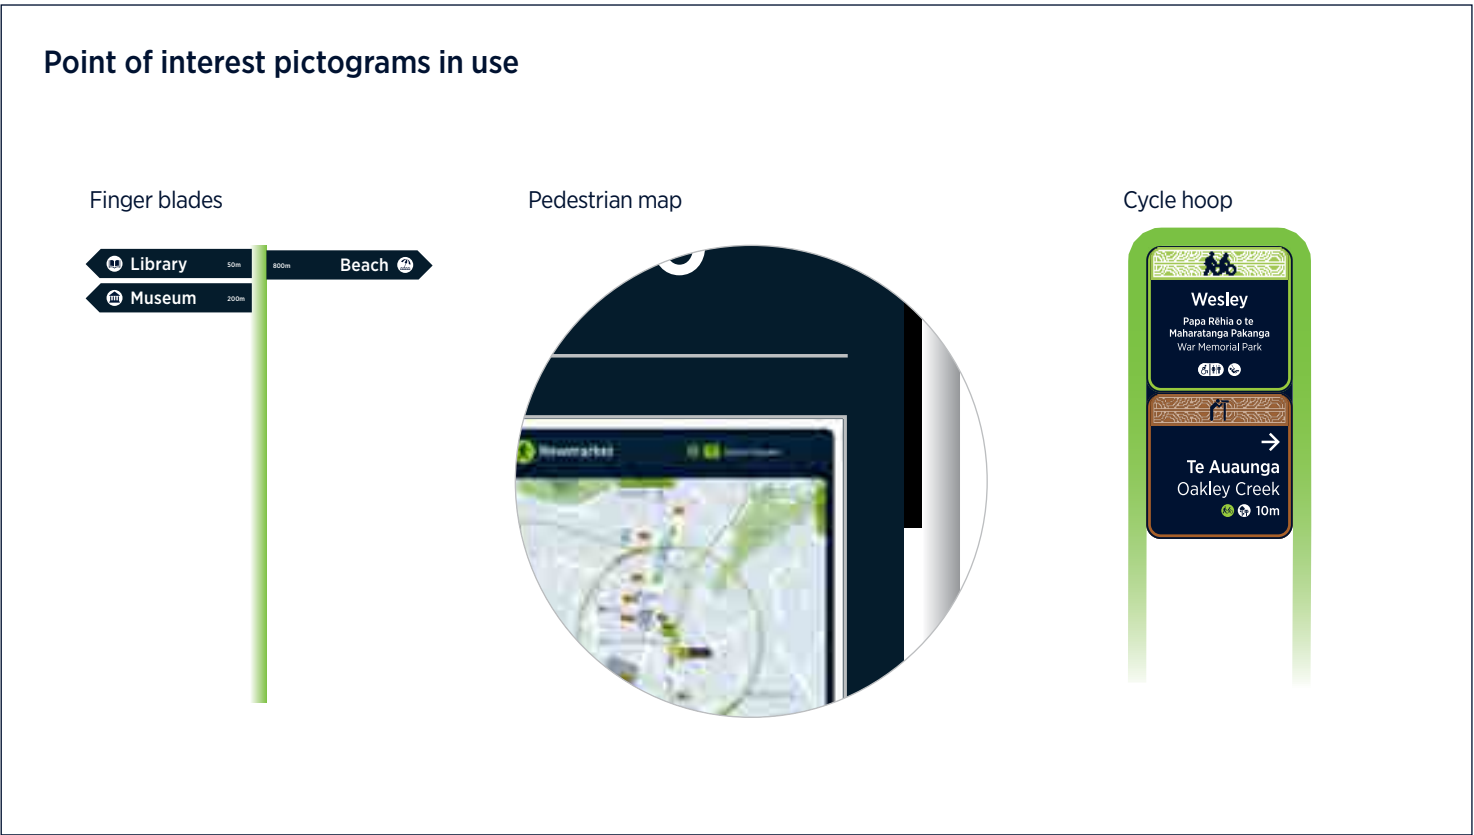 Point of interest pictograms in use
Finger blades
Library 50m
800m Beach
Museum 200m
Pedestrian map
Newmarket
Cycle hoop
Wesley
Papa Rēhia o te
Maharatanga Pakanga
War Memorial Park
→
Te Auaunga
Oakley Creek
10m